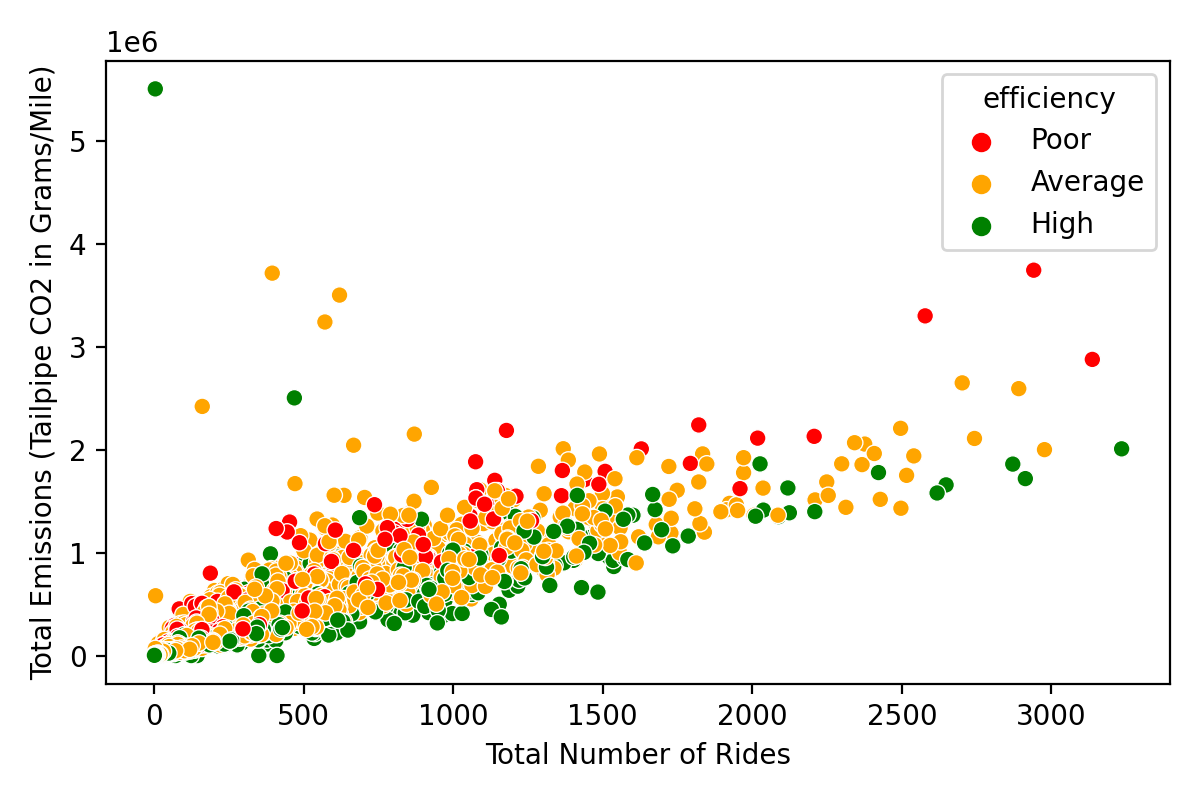 1e6
Total Emissions (Tailpipe CO2 in Grams/Mile)
5
4
3
2
1
0
efficiency
Poor
Average
High
0 500 1000 1500 2000 2500 3000
Total Number of Rides